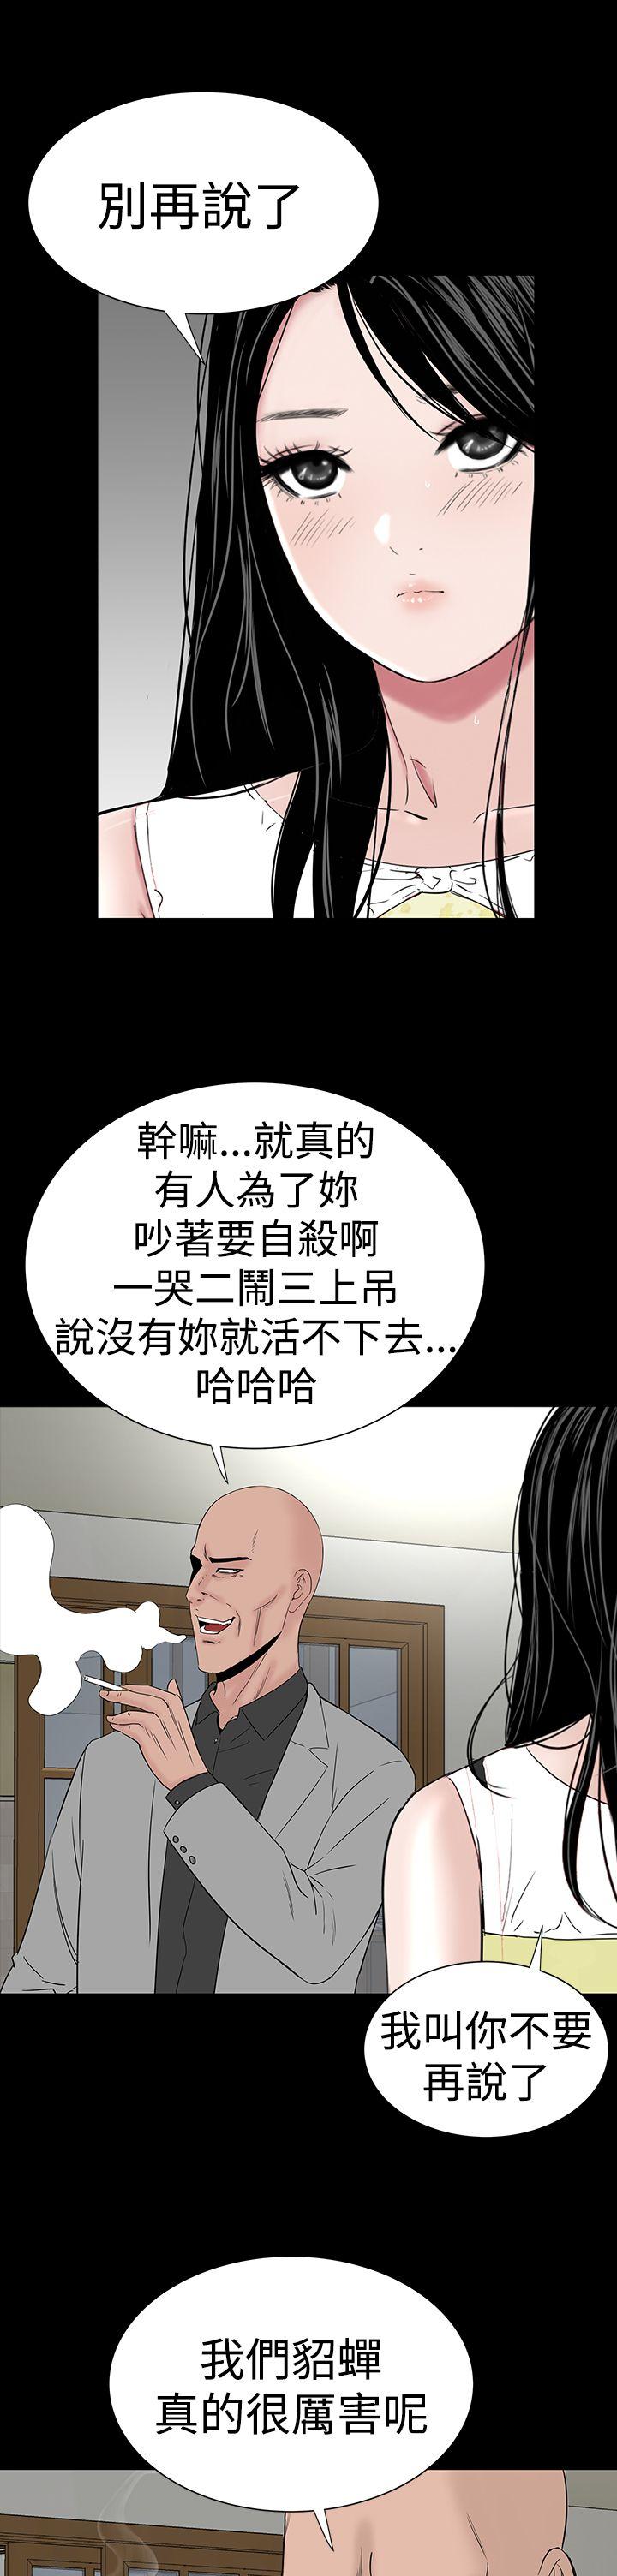 別再說了
幹嘛...就真的
有人為了妳
吵著要自殺啊
一哭二鬧三上吊
說沒有妳就活不下去...
哈哈哈
我叫你不要
再說了
我們貂蟬
真的很厲害呢